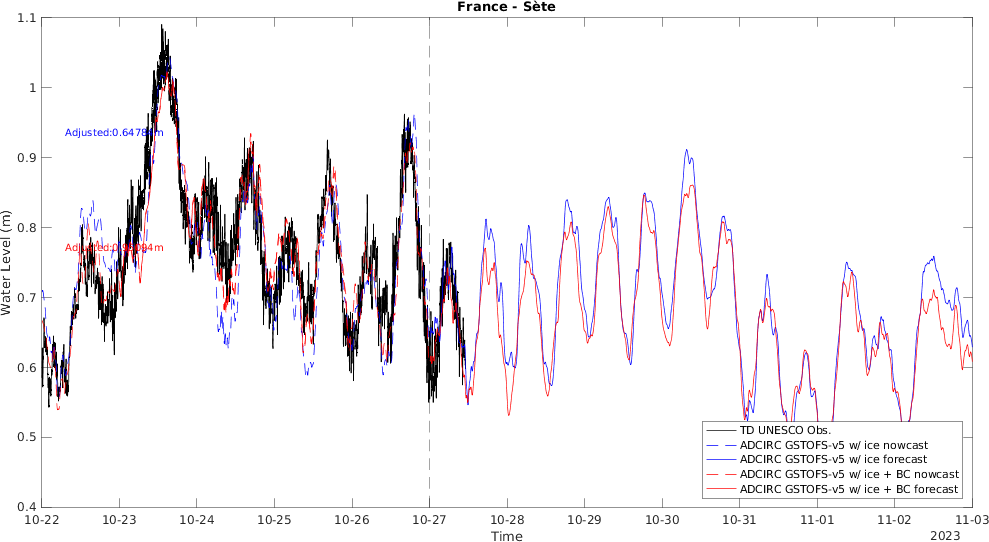 France - Sète
Water Level (m)
1.1
1
0.9
0.8
0.7
0.6
0.5
0.4
Adjusted:0.6478
TD UNESCO Obs.
ADCIRC GSTOFS-v5 w/ ice nowcast
ADCIRC GSTOFS-v5 w/ ice forecast
ADCIRC GSTOFS-v5 w/ ice + BC nowcast
ADCIRC GSTOFS-v5 w/ ice + BC forecast
10-22 10-23 10-24 10-25 10-26 10-27 10-28 10-29 10-30 10-31 11-01 11-02 11-03
Time
2023